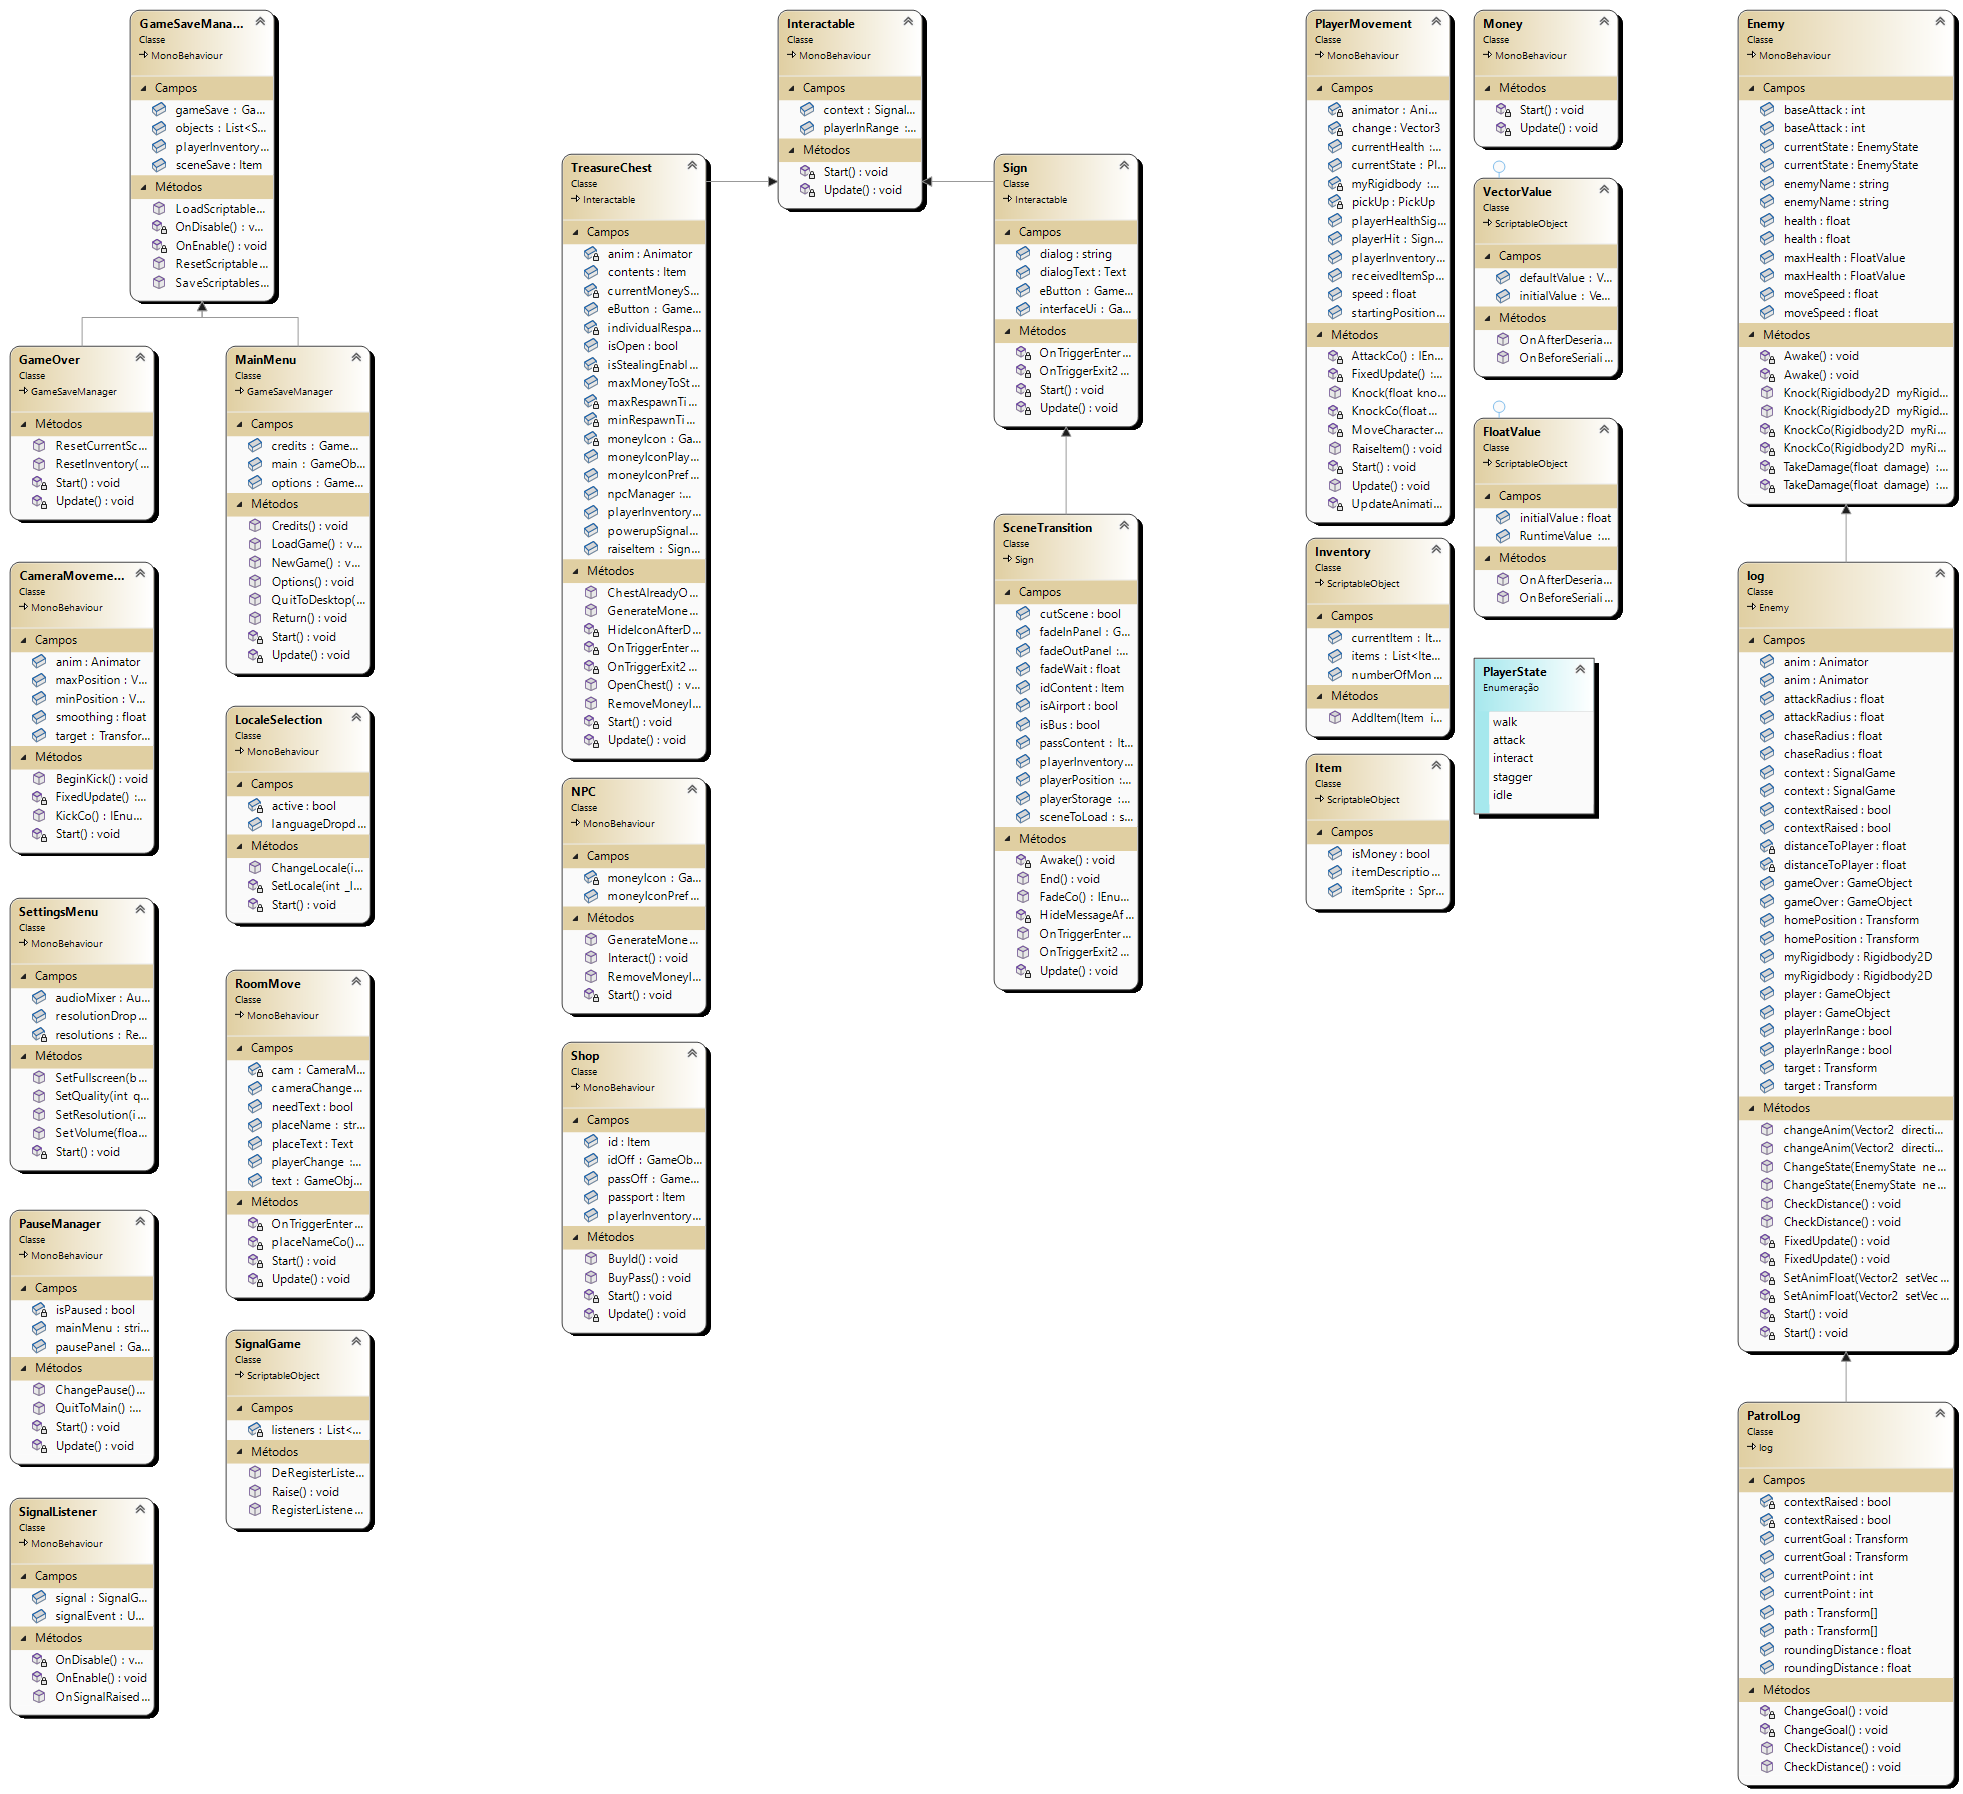 GameSaveMana...
Classe
MonoBehaviour
Campos
gameSave : Ga...
objects : List<S...
playerInventory...
sceneSave : Item
Métodos
LoadScriptable...
OnDisable() : v...
OnEnable() : void
ResetScriptable...
SaveScriptables...
GameOver
Classe
GameSaveManager
Métodos
ResetCurrentSc...
ResetInventory(...
Start() : void
Update() : void
MainMenu
Classe
GameSaveManager
Campos
credits : Game...
main : GameOb...
options : Game...
Métodos
Credits() : void
LoadGame() : v...
NewGame() : v...
Options() : void
QuitToDesktop(...
Return() : void
Start() : void
Update() : void
CameraMoveme...
Classe
MonoBehaviour
Campos
anim : Animator
maxPosition : V...
minPosition : V...
smoothing : float
target : Transfor...
Métodos
BeginKick() : void
FixedUpdate() :...
KickCo() : IEnu...
Start() : void
LocaleSelection
Classe
MonoBehaviour
Campos
active : bool
languageDropd...
Métodos
ChangeLocale(i...
SetLocale(int _l...
Start() : void
SettingsMenu
Classe
MonoBehaviour
Campos
audioMixer : Au...
resolutionDrop...
resolutions : Re...
Métodos
SetFullscreen(b...
SetQuality(int q...
SetResolution(i...
SetVolume(floa...
Start() : void
RoomMove
Classe
MonoBehaviour
Campos
cam : CameraM...
cameraChange...
needText : bool
placeName : str...
placeText : Text
playerChange :...
text : GameObj...
Métodos
OnTriggerEnter...
placeNameCo()...
Start() : void
Update() : void
PauseManager
Classe
MonoBehaviour
Campos
isPaused : bool
mainMenu : stri...
pausePanel : Ga...
Métodos
ChangePause()...
QuitToMain() :...
Start() : void
Update() : void
SignalGame
Classe
ScriptableObject
Campos
listeners : List<...
Métodos
DeRegisterListe...
Raise() : void
RegisterListene...
SignalListener
Classe
MonoBehaviour
Campos
signal : SignalG...
signalEvent : U...
Métodos
OnDisable() : v...
OnEnable() : void
OnSignalRaised...
Interactable
Classe
MonoBehaviour
Campos
context : Signal...
playerInRange :...
Métodos
Start() : void
Update() : void
TreasureChest
Classe
Interactable
Campos
anim : Animator
contents : Item
currentMoneyS...
eButton : Game...
individualRespa...
isOpen : bool
isStealingEnabl...
maxMoneyToSt...
maxRespawnTi...
minRespawnTi...
moneyIcon : Ga...
moneyIconPlay...
moneyIconPref...
npcManager :...
playerInventory...
powerupSignal...
raiseItem : Sign...
Métodos
ChestAlreadyO...
GenerateMone...
HideIconAfterD...
OnTriggerEnter...
OnTriggerExit2...
OpenChest() : v...
RemoveMoneyI...
Start() : void
Update() : void
Sign
Classe
Interactable
Campos
dialog : string
dialogText : Text
eButton : Game...
interfaceUi : Ga...
Métodos
OnTriggerEnter...
OnTriggerExit2...
Start() : void
Update() : void
SceneTransition
Classe
Sign
Campos
cutScene : bool
fadeInPanel : G...
fadeOutPanel :...
fadeWait : float
idContent : Item
isAirport : bool
isBus : bool
passContent : It...
playerInventory...
playerPosition :...
playerStorage :...
sceneToLoad : s...
Métodos
Awake() : void
End() : void
FadeCo() : IEnu...
HideMessageAf...
OnTriggerEnter...
OnTriggerExit2...
Update() : void
NPC
Classe
MonoBehaviour
Campos
moneyIcon : Ga...
moneyIconPref...
Métodos
GenerateMone...
Interact() : void
RemoveMoneyI...
Start() : void
Shop
Classe
MonoBehaviour
Campos
id : Item
idOff : GameOb...
passOff : Game...
passport : Item
playerInventory...
Métodos
BuyId() : void
BuyPass() : void
Start() : void
Update() : void
PlayerMovement
Classe
MonoBehaviour
Campos
animator : Ani...
change : Vector3
currentHealth :...
currentState : Pl...
myRigidbody :...
pickUp : PickUp
playerHealthSig...
playerHit : Sign...
playerInventory...
receivedItemSp...
speed : float
startingPosition...
Métodos
AttackCo() : IEn...
FixedUpdate() :...
Knock(float kno...
KnockCo(float...
MoveCharacter...
RaiseItem() : void
Start() : void
Update() : void
UpdateAnimati...
Money
Classe
MonoBehaviour
Métodos
Start() : void
Update() : void
VectorValue
Classe
ScriptableObject
Campos
defaultValue : V...
initialValue : Ve...
Métodos
OnAfterDeseria...
OnBeforeSeriali...
FloatValue
Classe
ScriptableObject
Campos
initialValue : float
RuntimeValue :...
Métodos
OnAfterDeseria...
OnBeforeSeriali...
Inventory
Classe
ScriptableObject
Campos
currentItem : It...
items : List<Ite...
numberOfMon...
Métodos
AddItem(Item i...
PlayerState
Enumeração
walk
attack
interact
stagger
idle
Item
Classe
ScriptableObject
Campos
isMoney : bool
itemDescriptio...
itemSprite : Spr...
Enemy
Classe
MonoBehaviour
Campos
baseAttack : int
baseAttack : int
currentState : EnemyState
currentState : EnemyState
enemyName : string
enemyName : string
health : float
health : float
maxHealth : FloatValue
maxHealth : FloatValue
moveSpeed : float
moveSpeed : float
Métodos
Awake() : void
Awake() : void
Knock(Rigidbody2D myRigid...
Knock(Rigidbody2D myRigid...
KnockCo(Rigidbody2D myRi...
KnockCo(Rigidbody2D myRi...
TakeDamage(float damage) :...
TakeDamage(float damage) :...
log
Classe
Enemy
Campos
anim : Animator
anim : Animator
attackRadius : float
attackRadius : float
chaseRadius : float
chaseRadius : float
context : SignalGame
context : SignalGame
contextRaised : bool
contextRaised : bool
distanceToPlayer : float
distanceToPlayer : float
gameOver : GameObject
gameOver : GameObject
homePosition : Transform
homePosition : Transform
myRigidbody : Rigidbody2D
myRigidbody : Rigidbody2D
player : GameObject
player : GameObject
playerInRange : bool
playerInRange : bool
target : Transform
target : Transform
Métodos
changeAnim(Vector2 directi...
changeAnim(Vector2 directi...
ChangeState(EnemyState ne...
ChangeState(EnemyState ne...
CheckDistance() : void
CheckDistance() : void
FixedUpdate() : void
FixedUpdate() : void
SetAnimFloat(Vector2 setVec...
SetAnimFloat(Vector2 setVec...
Start() : void
Start() : void
PatrolLog
Classe
log
Campos
contextRaised : bool
contextRaised : bool
currentGoal : Transform
currentGoal : Transform
currentPoint : int
currentPoint : int
path : Transform[]
path : Transform[]
roundingDistance : float
roundingDistance : float
Métodos
ChangeGoal() : void
ChangeGoal() : void
CheckDistance() : void
CheckDistance() : void